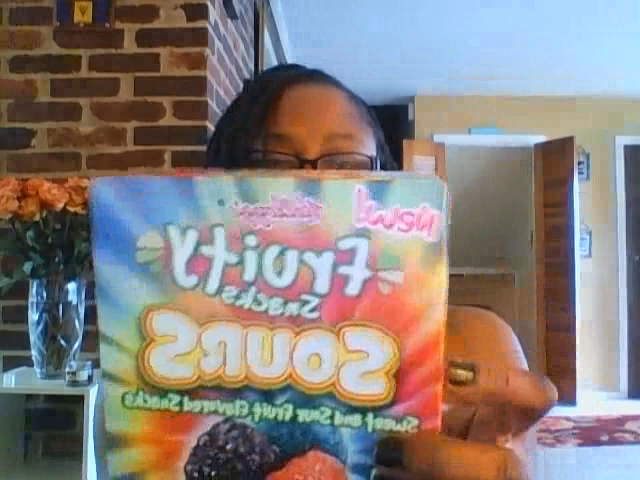 New!
Fruity
Snacks
SOURS
Sweet and Sour Fruit Flavored Snacks